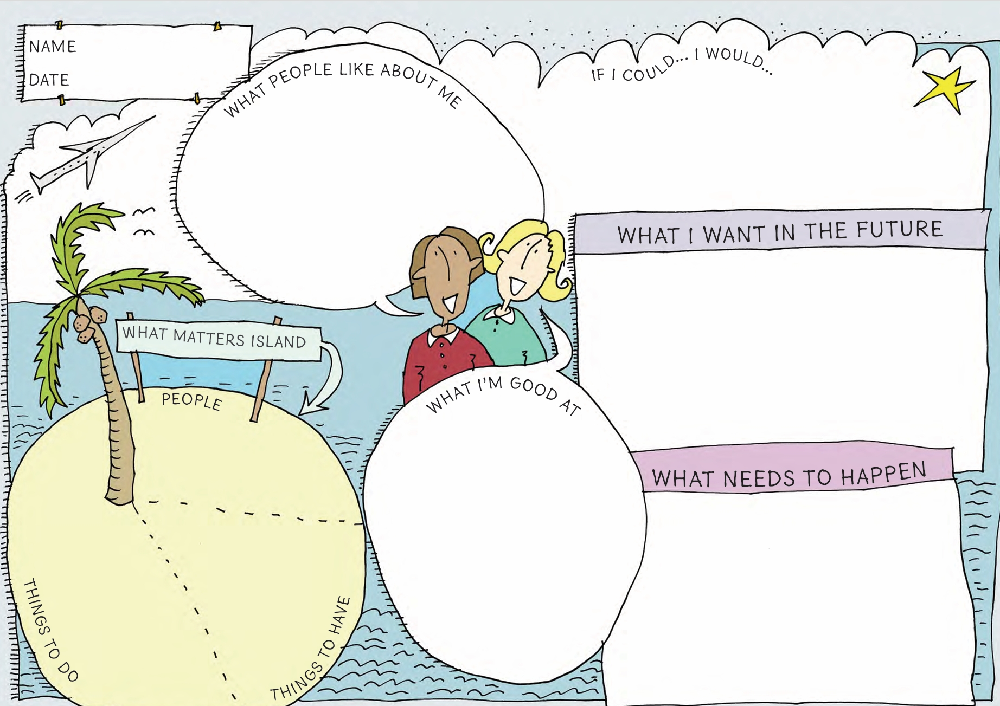 NAME
DATE
WHAT PEOPLE LIKE ABOUT ME
IF I COULD... I WOULD...
WHAT I WANT IN THE FUTURE
WHAT MATTERS ISLAND
PEOPLE
WHAT I'M GOOD AT
WHAT NEEDS TO HAPPEN
THINGS TO DO
THINGS TO HAVE